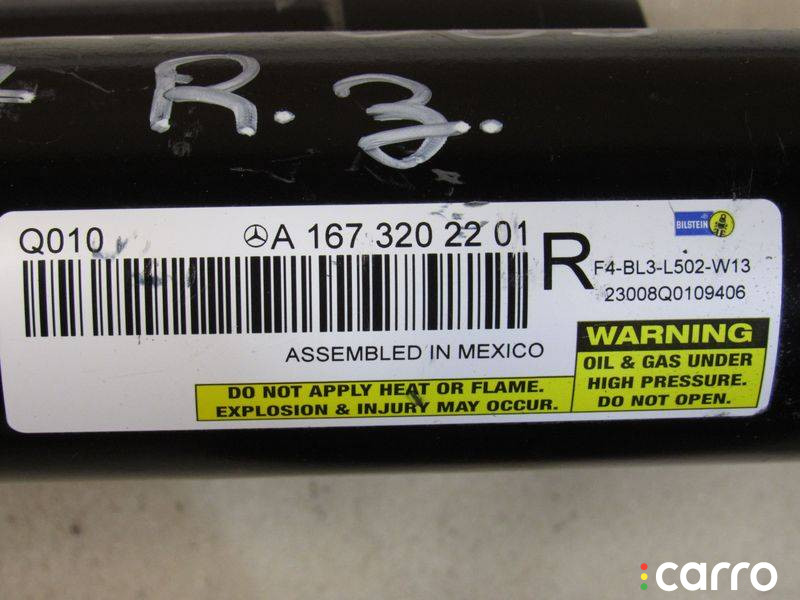 R. З.
Q010
A 167 320 22 01
R
BILSTEIN
F4-BL3-L502-W13
23008Q0109406
ASSEMBLED IN MEXICO
DO NOT APPLY HEAT OR FLAME.
EXPLOSION & INJURY MAY OCCUR.
WARNING
OIL & GAS UNDER
HIGH PRESSURE.
DO NOT OPEN.
carro